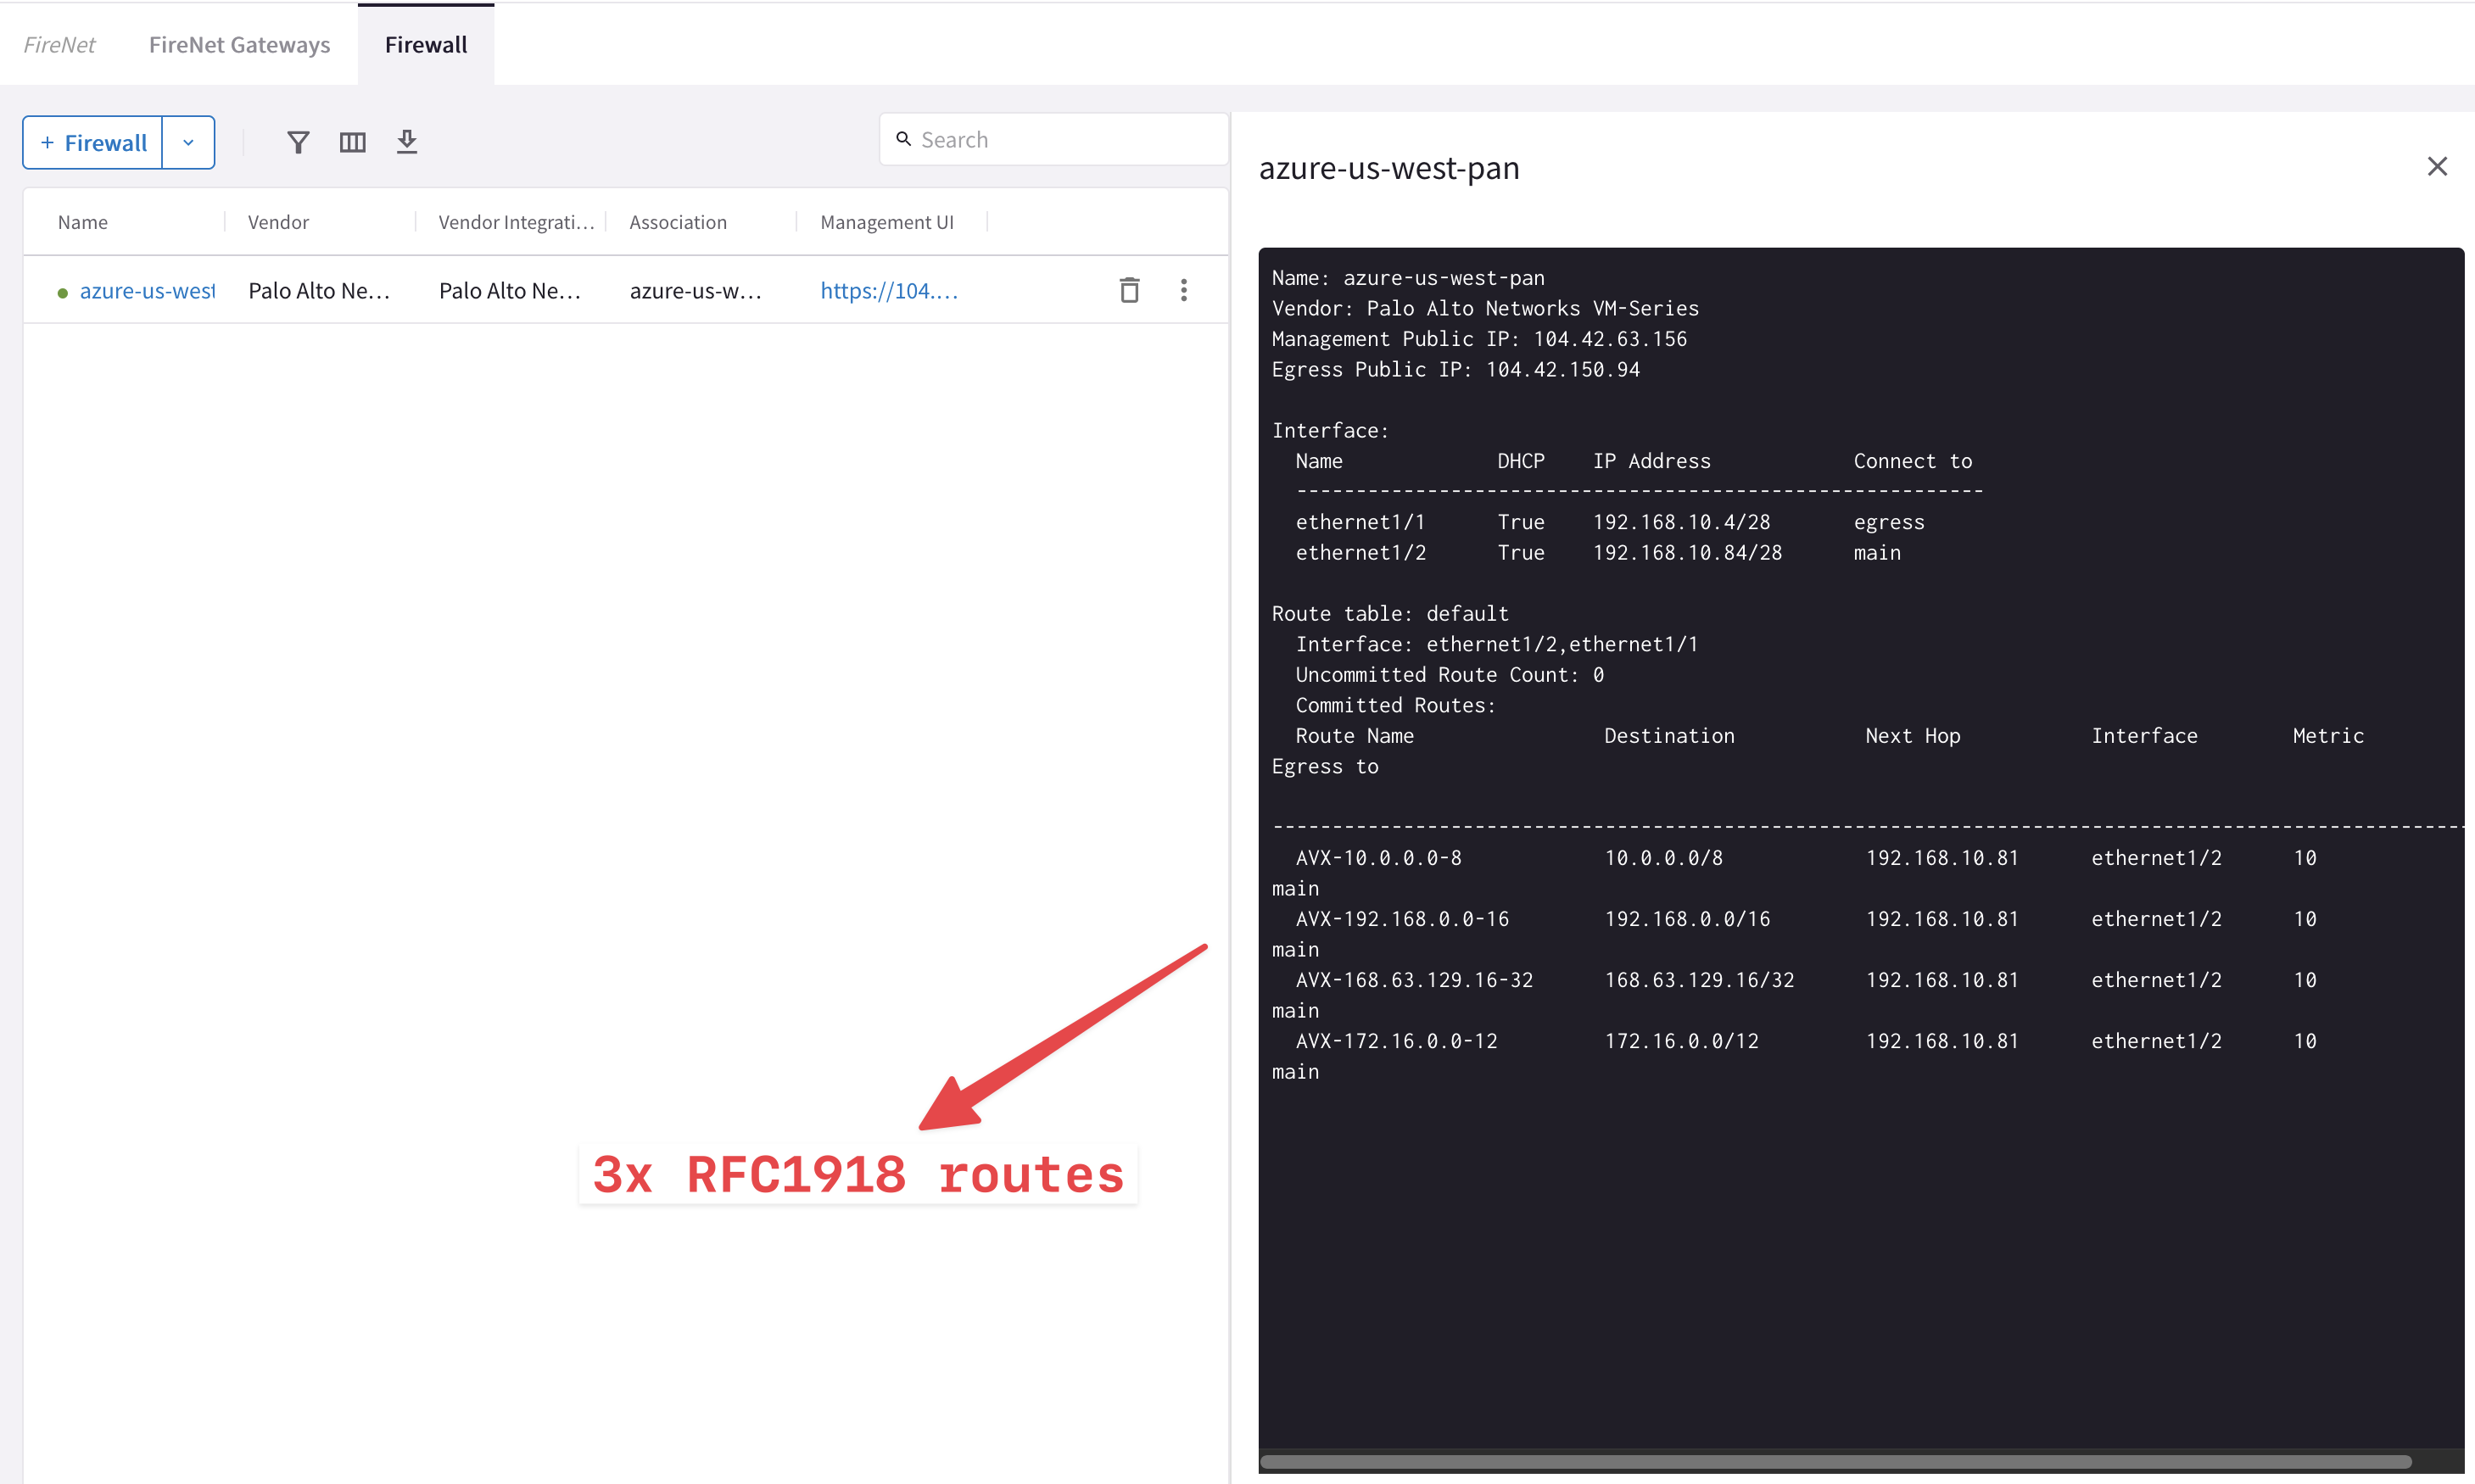 FireNet FireNet Gateways Firewall
+ Firewall
Search
Name Vendor Vendor Integrati... Association Management UI
azure-us-west Palo Alto Ne... Palo Alto Ne... azure-us-w... https://104....
3x RFC1918 routes
azure-us-west-pan
Name: azure-us-west-pan
Vendor: Palo Alto Networks VM-Series
Management Public IP: 104.42.63.156
Egress Public IP: 104.42.150.94
Interface:
Name DHCP IP Address Connect to
------------------------------------------------------------
ethernet1/1 True 192.168.10.4/28 egress
ethernet1/2 True 192.168.10.84/28 main
Route table: default
Interface: ethernet1/2,ethernet1/1
Uncommitted Route Count: 0
Committed Routes:
Route Name Destination Next Hop Interface Metric
Egress to
----------------------------------------------------------------------------------------------------
AVX-10.0.0.0-8 10.0.0.0/8 192.168.10.81 ethernet1/2 10
main
AVX-192.168.0.0-16 192.168.0.0/16 192.168.10.81 ethernet1/2 10
main
AVX-168.63.129.16-32 168.63.129.16/32 192.168.10.81 ethernet1/2 10
main
AVX-172.16.0.0-12 172.16.0.0/12 192.168.10.81 ethernet1/2 10
main